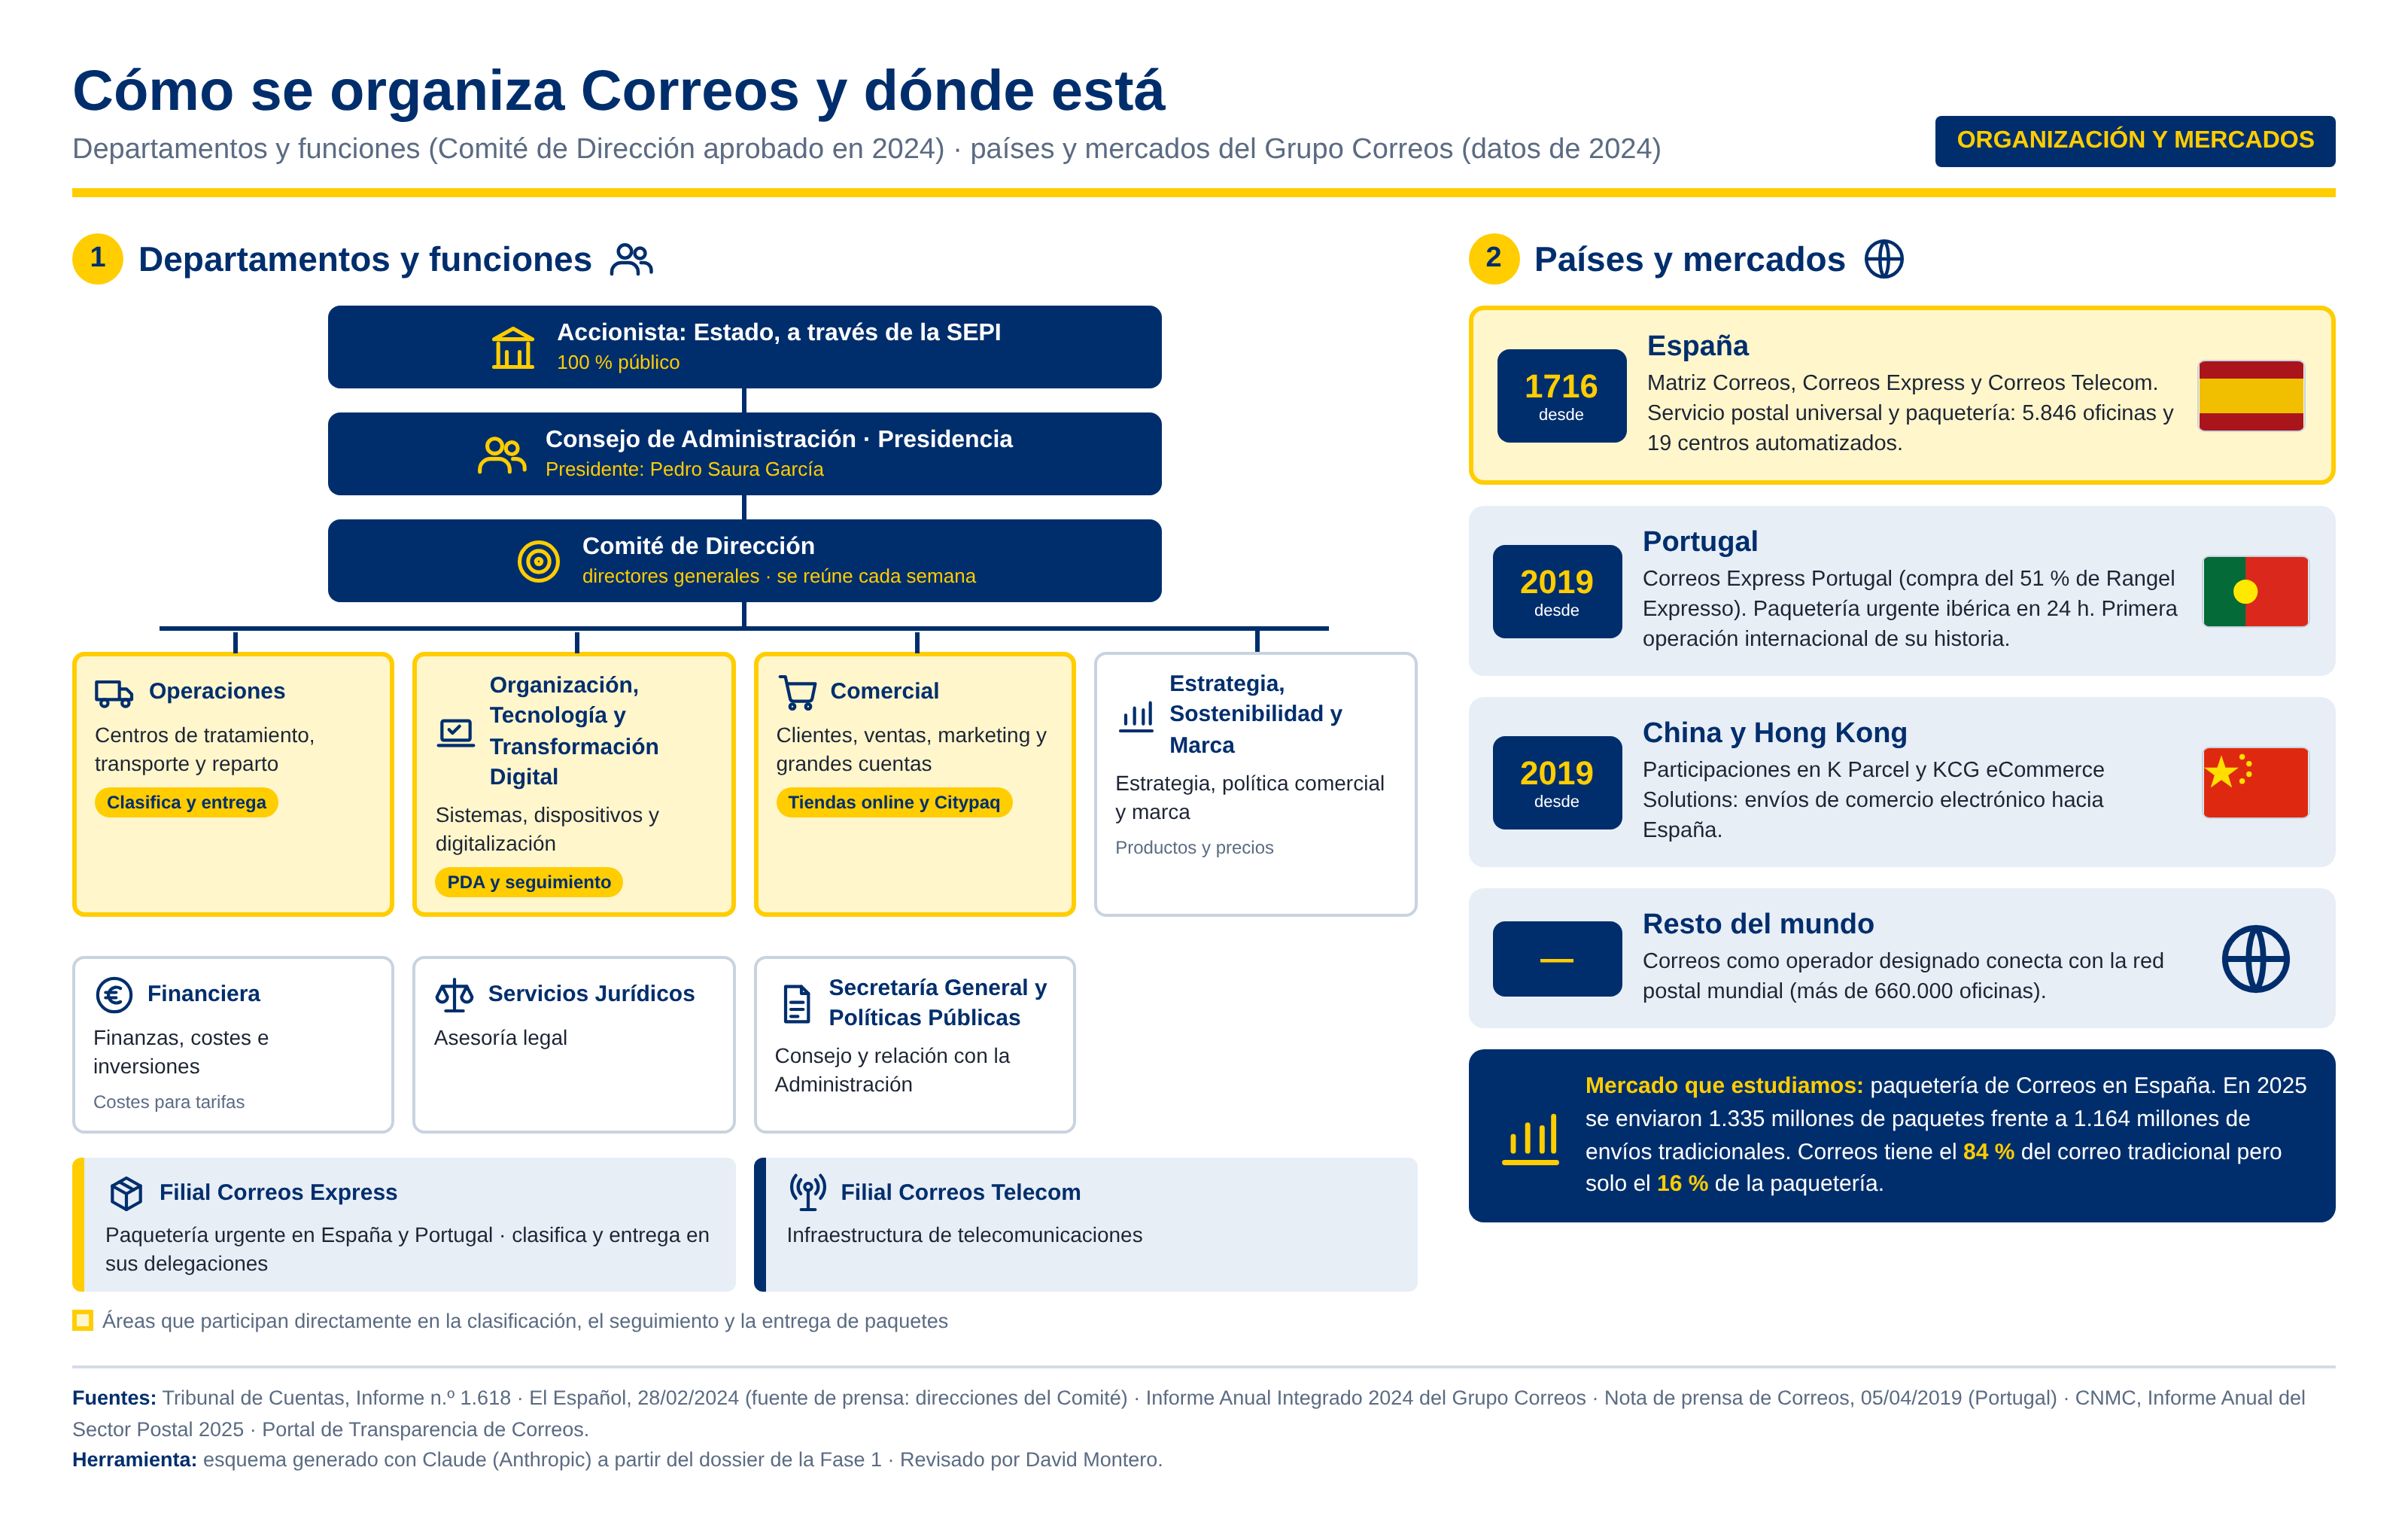 Cómo se organiza Correos y dónde está
Departamentos y funciones (Comité de Dirección aprobado en 2024) · países y mercados del Grupo Correos (datos de 2024)
ORGANIZACIÓN Y MERCADOS
1 Departamentos y funciones
Accionista: Estado, a través de la SEPI
100 % público
Consejo de Administración · Presidencia
Presidente: Pedro Saura García
Comité de Dirección
directores generales · se reúne cada semana
Operaciones
Centros de tratamiento,
transporte y reparto
Clasifica y entrega
Organización,
Tecnología y
Transformación
Digital
Sistemas, dispositivos y
digitalización
PDA y seguimiento
Comercial
Clientes, ventas, marketing y
grandes cuentas
Tiendas online y Citypaq
Estrategia,
Sostenibilidad y
Marca
Estrategia, política comercial
y marca
Productos y precios
Financiera
Finanzas, costes e
inversiones
Costes para tarifas
Servicios Jurídicos
Asesoría legal
Secretaría General y
Políticas Públicas
Consejo y relación con la
Administración
Filial Correos Express
Paquetería urgente en España y Portugal · clasifica y entrega en
sus delegaciones
Filial Correos Telecom
Infraestructura de telecomunicaciones
Áreas que participan directamente en la clasificación, el seguimiento y la entrega de paquetes
2 Países y mercados
1716
desde
España
Matriz Correos, Correos Express y Correos Telecom.
Servicio postal universal y paquetería: 5.846 oficinas y
19 centros automatizados.
2019
desde
Portugal
Correos Express Portugal (compra del 51 % de Rangel
Expresso). Paquetería urgente ibérica en 24 h. Primera
operación internacional de su historia.
2019
desde
China y Hong Kong
Participaciones en K Parcel y KCG eCommerce
Solutions: envíos de comercio electrónico hacia
España.
—
Resto del mundo
Correos como operador designado conecta con la red
postal mundial (más de 660.000 oficinas).
Mercado que estudiamos: paquetería de Correos en España. En 2025
se enviaron 1.335 millones de paquetes frente a 1.164 millones de
envíos tradicionales. Correos tiene el 84 % del correo tradicional pero
solo el 16 % de la paquetería.
Fuentes: Tribunal de Cuentas, Informe n.º 1.618 · El Español, 28/02/2024 (fuente de prensa: direcciones del Comité) · Informe Anual Integrado 2024 del Grupo Correos · Nota de prensa de Correos, 05/04/2019 (Portugal) · CNMC, Informe Anual del
Sector Postal 2025 · Portal de Transparencia de Correos.
Herramienta: esquema generado con Claude (Anthropic) a partir del dossier de la Fase 1 · Revisado por David Montero.